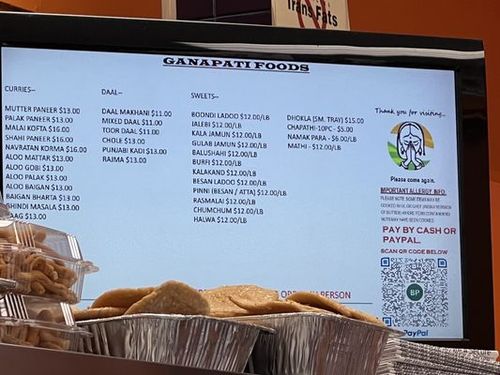 Trans Fats
GANAPATI FOODS
CURRIES--
MUTTER PANEER $13.00
PALAK PANEER $13.00
MALAI KOFTA $16.00
SHAHI PANEER $16.00
NAVRATAN KORMA $16.00
ALOO MATTAR $13.00
ALOO GOBI $13.00
ALOO PALAK $13.00
ALOO BAIGAN $13.00
BAIGAN BHARTA $13.00
BHINDI MASALA $13.00
SAAG $13.00
DAAL--
DAAL MAKHANI $11.00
MIXED DAAL $11.00
TOOR DAAL $11.00
CHOLE $13.00
PUNJABI KADI $13.00
RAJMA $13.00
SWEETS--
BOONDI LADOO $12.00/LB
JALEBI $12.00/LB
KALA JAMUN $12.00/LB
GULAB JAMUN $12.00/LB
BALUSHAHI $12.00/LB
BURFI $12.00/LB
KALAKAND $12.00/LB
BESAN LADOO $12.00/LB
PINNI (BESAN / ATTA) $12.00/LB
RASMALAI $12.00/LB
CHUMCHUM $12.00/LB
HALWA $12.00/LB
DHOKLA (SM. TRAY) $15.00
CHAPATHI-10PC - $5.00
NAMAK PARA - $6.00/LB
MATHI - $12.00/LB
Thank you for visiting...
Please come again.
IMPORTANT ALLERGY INFO.
PAY BY CASH OR
PAYPAL.
SCAN QR CODE BELOW
BP
PayPal
PERSON